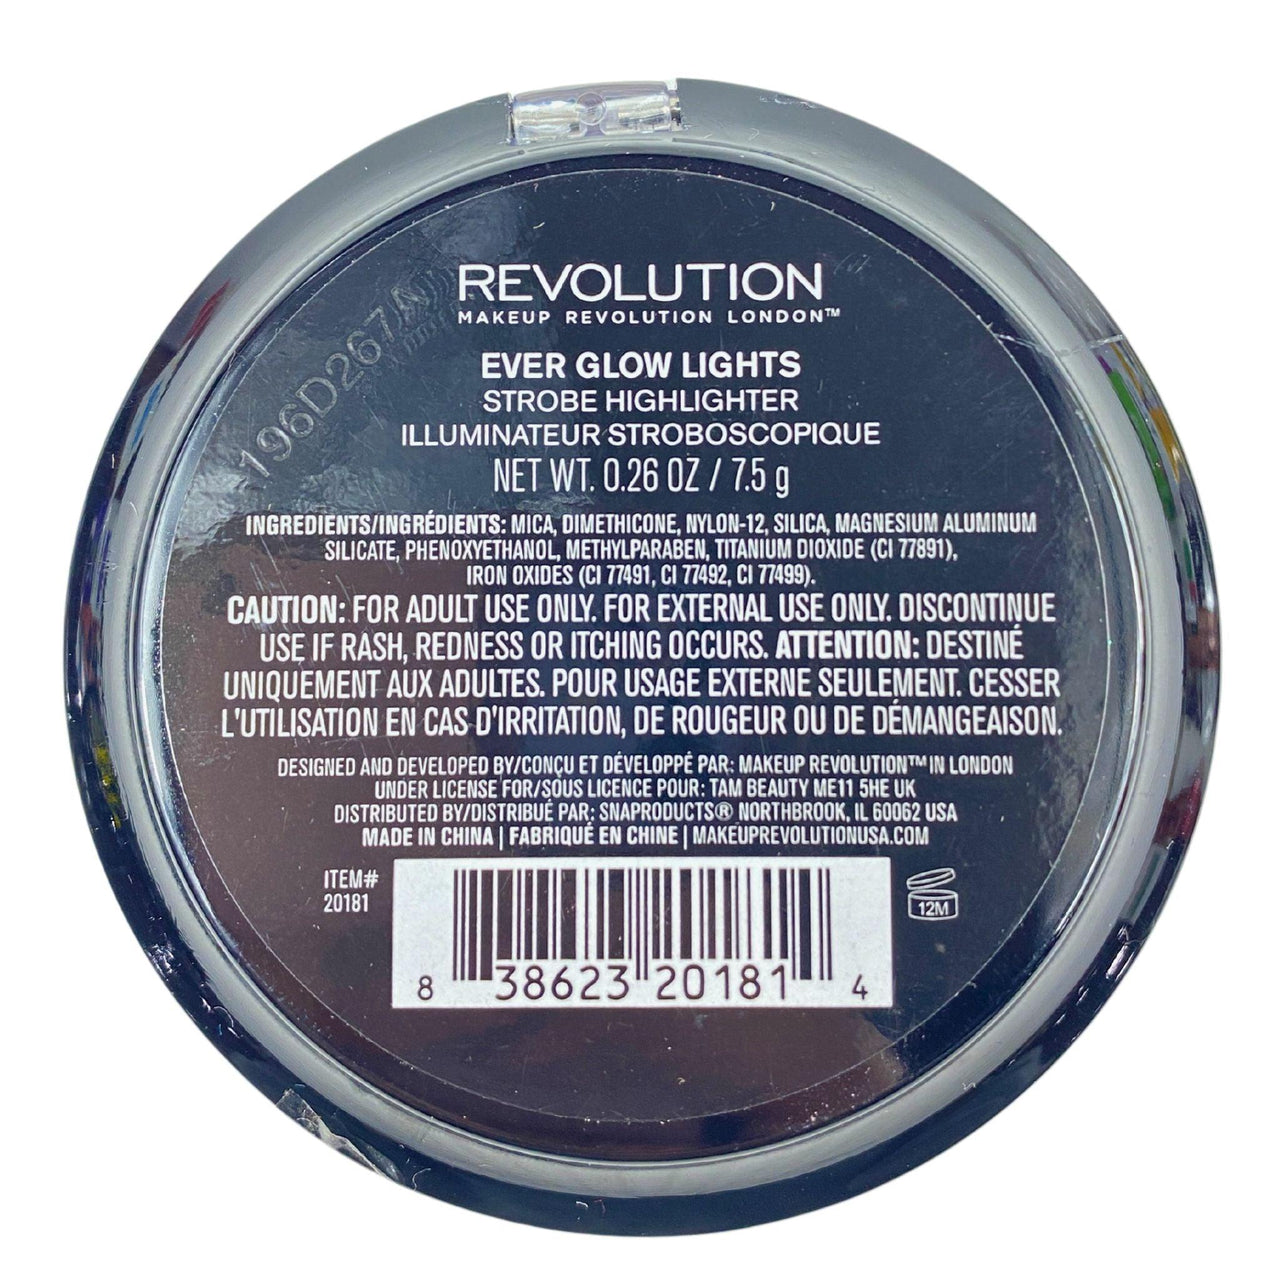 REVOLUTION
MAKEUP REVOLUTION LONDON™
EVER GLOW LIGHTS
STROBE HIGHLIGHTER
ILLUMINATEUR STROBOSCOPIQUE
NET WT. 0.26 OZ / 7.5 g
196D267A
INGREDIENTS/INGRÉDIENTS: MICA, DIMETHICONE, NYLON-12, SILICA, MAGNESIUM ALUMINUM
SILICATE, PHENOXYETHANOL, METHYLPARABEN, TITANIUM DIOXIDE (CI 77891),
IRON OXIDES (CI 77491, CI 77492, CI 77499).
CAUTION: FOR ADULT USE ONLY. FOR EXTERNAL USE ONLY. DISCONTINUE
USE IF RASH, REDNESS OR ITCHING OCCURS. ATTENTION: DESTINÉ
UNIQUEMENT AUX ADULTES. POUR USAGE EXTERNE SEULEMENT. CESSER
L'UTILISATION EN CAS D'IRRITATION, DE ROUGEUR OU DE DÉMANGEAISON.
DESIGNED AND DEVELOPED BY/CONÇU ET DÉVELOPPÉ PAR: MAKEUP REVOLUTION™ IN LONDON
UNDER LICENSE FOR/SOUS LICENCE POUR: TAM BEAUTY ME11 5HE UK
DISTRIBUTED BY/DISTRIBUÉ PAR: SNAPRODUCTS® NORTHBROOK, IL 60062 USA
MADE IN CHINA | FABRIQUÉ EN CHINE | MAKEUPREVOLUTIONUSA.COM
ITEM#
20181
12M
8 38623 20181 4